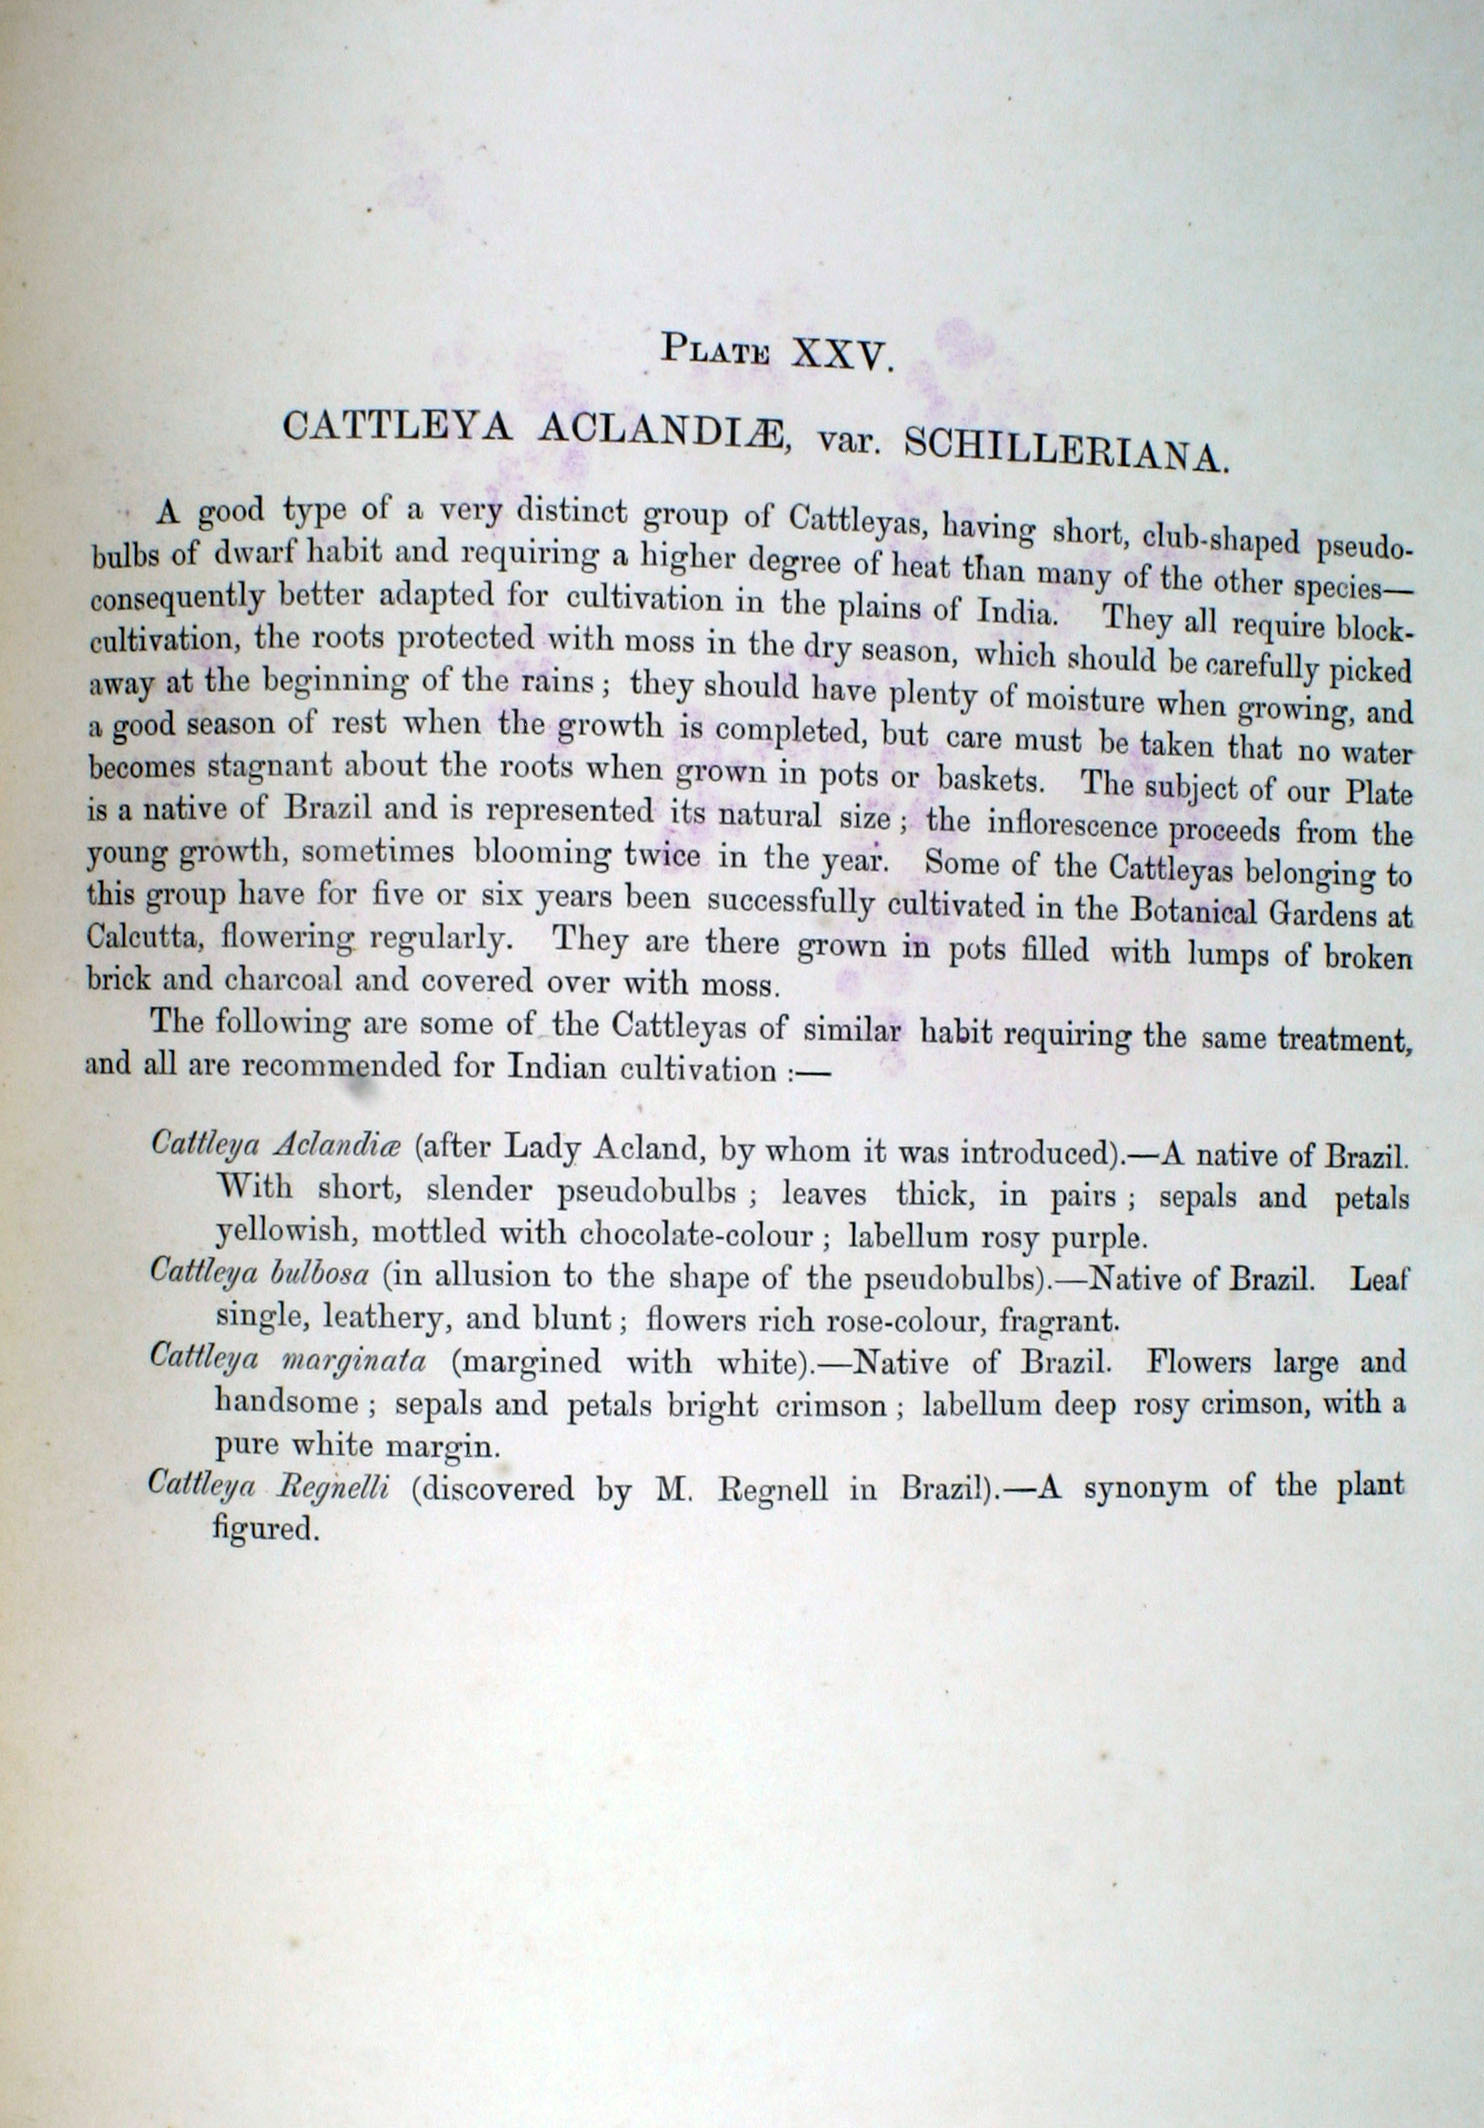 PLATE XXV.
CATTLEYA ACLANDIÆ, var. SCHILLERIANA.
A good type of a very distinct group of Cattleyas, having short, club-shaped pseudo-
bulbs of dwarf habit and requiring a higher degree of heat than many of the other species—
consequently better adapted for cultivation in the plains of India. They all require block-
cultivation, the roots protected with moss in the dry season, which should be carefully picked
away at the beginning of the rains ; they should have plenty of moisture when growing, and
a good season of rest when the growth is completed, but care must be taken that no water
becomes stagnant about the roots when grown in pots or baskets. The subject of our Plate
is a native of Brazil and is represented its natural size ; the inflorescence proceeds from the
young growth, sometimes blooming twice in the year. Some of the Cattleyas belonging to
this group have for five or six years been successfully cultivated in the Botanical Gardens at
Calcutta, flowering regularly. They are there grown in pots filled with lumps of broken
brick and charcoal and covered over with moss.
The following are some of the Cattleyas of similar habit requiring the same treatment,
and all are recommended for Indian cultivation :—
Cattleya Aclandiæ (after Lady Acland, by whom it was introduced).—A native of Brazil.
With short, slender pseudobulbs ; leaves thick, in pairs ; sepals and petals
yellowish, mottled with chocolate-colour ; labellum rosy purple.
Cattleya bulbosa (in allusion to the shape of the pseudobulbs).—Native of Brazil. Leaf
single, leathery, and blunt ; flowers rich rose-colour, fragrant.
Cattleya marginata (margined with white).—Native of Brazil. Flowers large and
handsome ; sepals and petals bright crimson ; labellum deep rosy crimson, with a
pure white margin.
Cattleya Regnelli (discovered by M. Regnell in Brazil).—A synonym of the plant
figured.